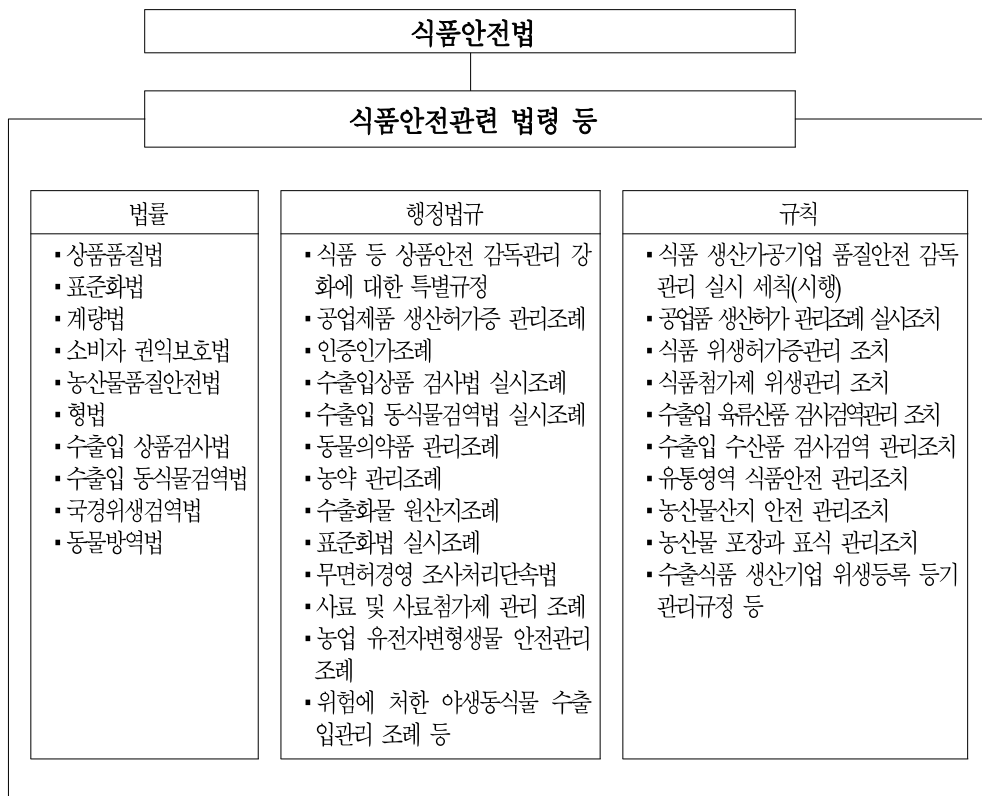 식품안전법
식품안전관련 법령 등
법률
▪ 상품품질법
▪ 표준화법
▪ 계량법
▪ 소비자 권익보호법
▪ 농산물품질안전법
▪ 형법
▪ 수출입 상품검사법
▪ 수출입 동식물검역법
▪ 국경위생검역법
▪ 동물방역법
행정법규
▪ 식품 등 상품안전 감독관리 강
화에 대한 특별규정
▪ 공업제품 생산허가증 관리조례
▪ 인증인가조례
▪ 수출입상품 검사법 실시조례
▪ 수출입 동식물검역법 실시조례
▪ 동물의약품 관리조례
▪ 농약 관리조례
▪ 수출화물 원산지조례
▪ 표준화법 실시조례
▪ 무면허경영 조사처리단속법
▪ 사료 및 사료첨가제 관리 조례
▪ 농업 유전자변형생물 안전관리
조례
▪ 위험에 처한 야생동식물 수출
입관리 조례 등
규칙
▪ 식품 생산가공기업 품질안전 감독
관리 실시 세칙(시행)
▪ 공업품 생산허가 관리조례 실시조치
▪ 식품 위생허가증관리 조치
▪ 식품첨가제 위생관리 조치
▪ 수출입 육류산품 검사검역관리 조치
▪ 수출입 수산품 검사검역 관리조치
▪ 유통영역 식품안전 관리조치
▪ 농산물산지 안전 관리조치
▪ 농산물 포장과 표식 관리조치
▪ 수출식품 생산기업 위생등록 등기
관리규정 등